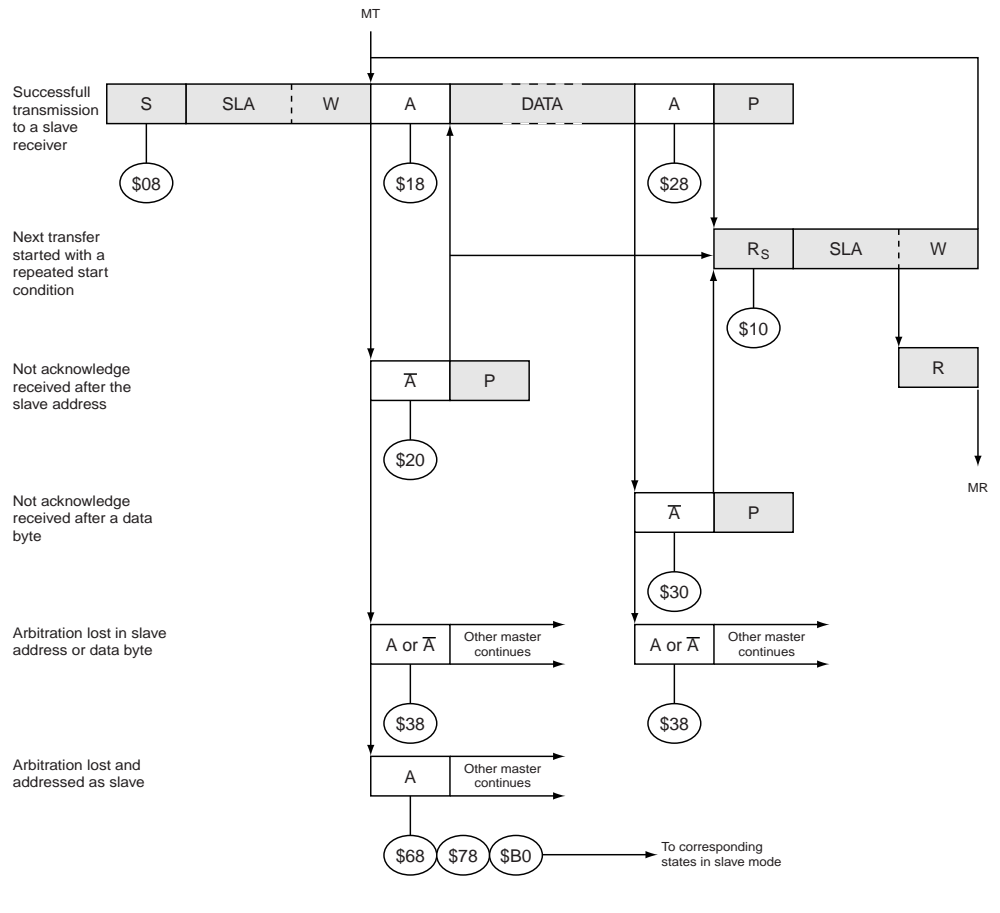 MT
Successfull
transmission
to a slave
receiver
S
SLA
W
A
DATA
A
P
$08
$18
$28
Next transfer
started with a
repeated start
condition
RS
SLA
W
$10
Not acknowledge
received after the
slave address
A̅
P
R
$20
MR
Not acknowledge
received after a data
byte
A̅
P
$30
Arbitration lost in slave
address or data byte
A or A̅
Other master
continues
A or A̅
Other master
continues
$38
$38
Arbitration lost and
addressed as slave
A
Other master
continues
$68
$78
$B0
To corresponding
states in slave mode